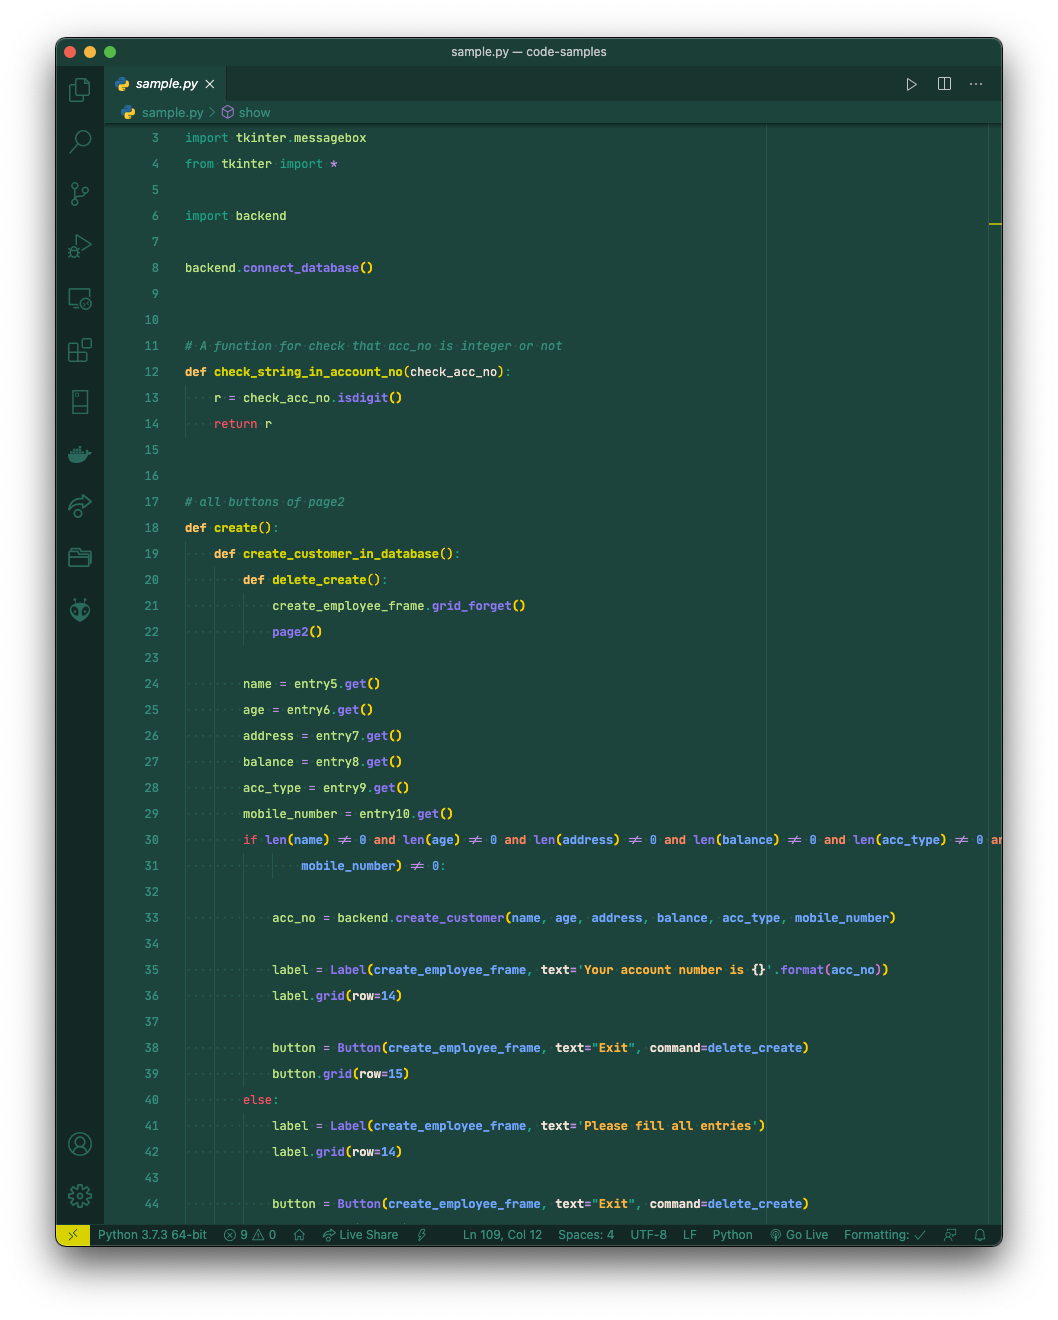 sample.py — code-samples
sample.py
sample.py > show
3 import tkinter.messagebox
4 from tkinter import *
5
6 import backend
7
8 backend.connect_database()
9
10
11 # A function for check that acc_no is integer or not
12 def check_string_in_account_no(check_acc_no):
13 r = check_acc_no.isdigit()
14 return r
15
16
17 # all buttons of page2
18 def create():
19 def create_customer_in_database():
20 def delete_create():
21 create_employee_frame.grid_forget()
22 page2()
23
24 name = entry5.get()
25 age = entry6.get()
26 address = entry7.get()
27 balance = entry8.get()
28 acc_type = entry9.get()
29 mobile_number = entry10.get()
30 if len(name) != 0 and len(age) != 0 and len(address) != 0 and len(balance) != 0 and len(acc_type) != 0 an
31 mobile_number) != 0:
32
33 acc_no = backend.create_customer(name, age, address, balance, acc_type, mobile_number)
34
35 label = Label(create_employee_frame, text='Your account number is {}'.format(acc_no))
36 label.grid(row=14)
37
38 button = Button(create_employee_frame, text="Exit", command=delete_create)
39 button.grid(row=15)
40 else:
41 label = Label(create_employee_frame, text='Please fill all entries')
42 label.grid(row=14)
43
44 button = Button(create_employee_frame, text="Exit", command=delete_create)
Python 3.7.3 64-bit 9 0 Live Share Ln 109, Col 12 Spaces: 4 UTF-8 LF Python Go Live Formatting: ✓